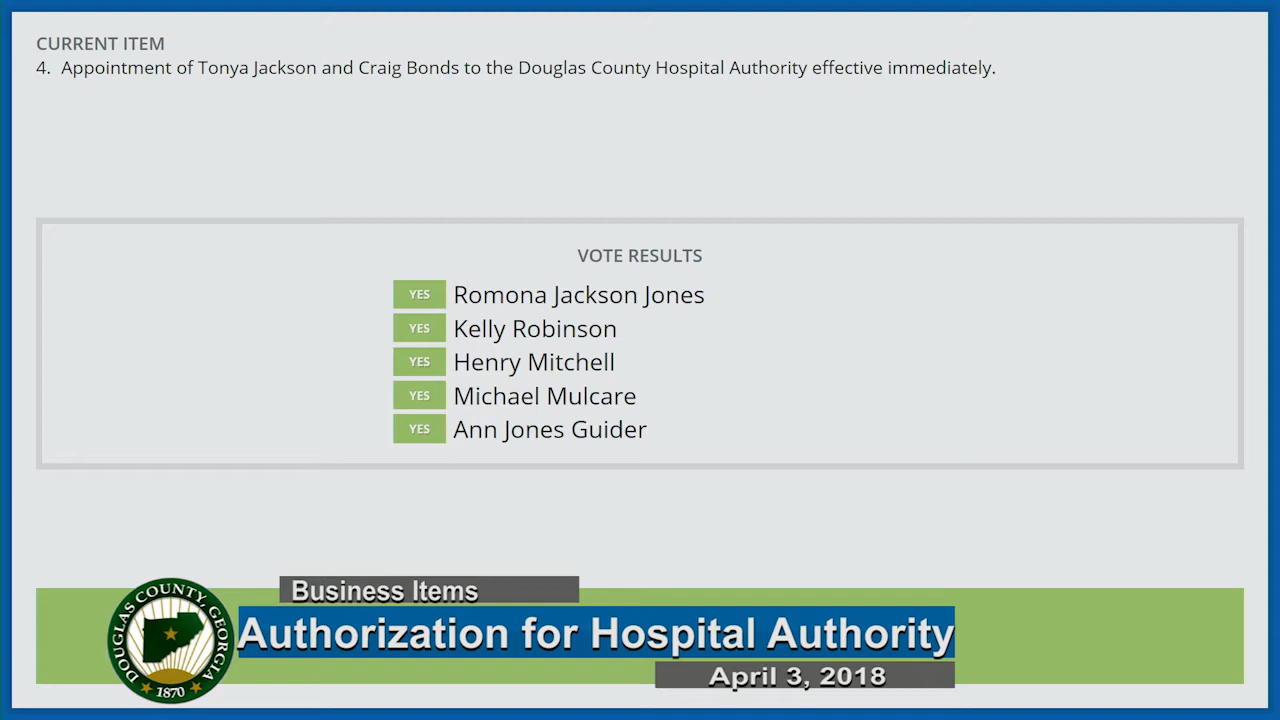 CURRENT ITEM
4. Appointment of Tonya Jackson and Craig Bonds to the Douglas County Hospital Authority effective immediately.
VOTE RESULTS
YES Romona Jackson Jones
YES Kelly Robinson
YES Henry Mitchell
YES Michael Mulcare
YES Ann Jones Guider
Business Items
Authorization for Hospital Authority
April 3, 2018
DOUGLAS COUNTY, GEORGIA
1870